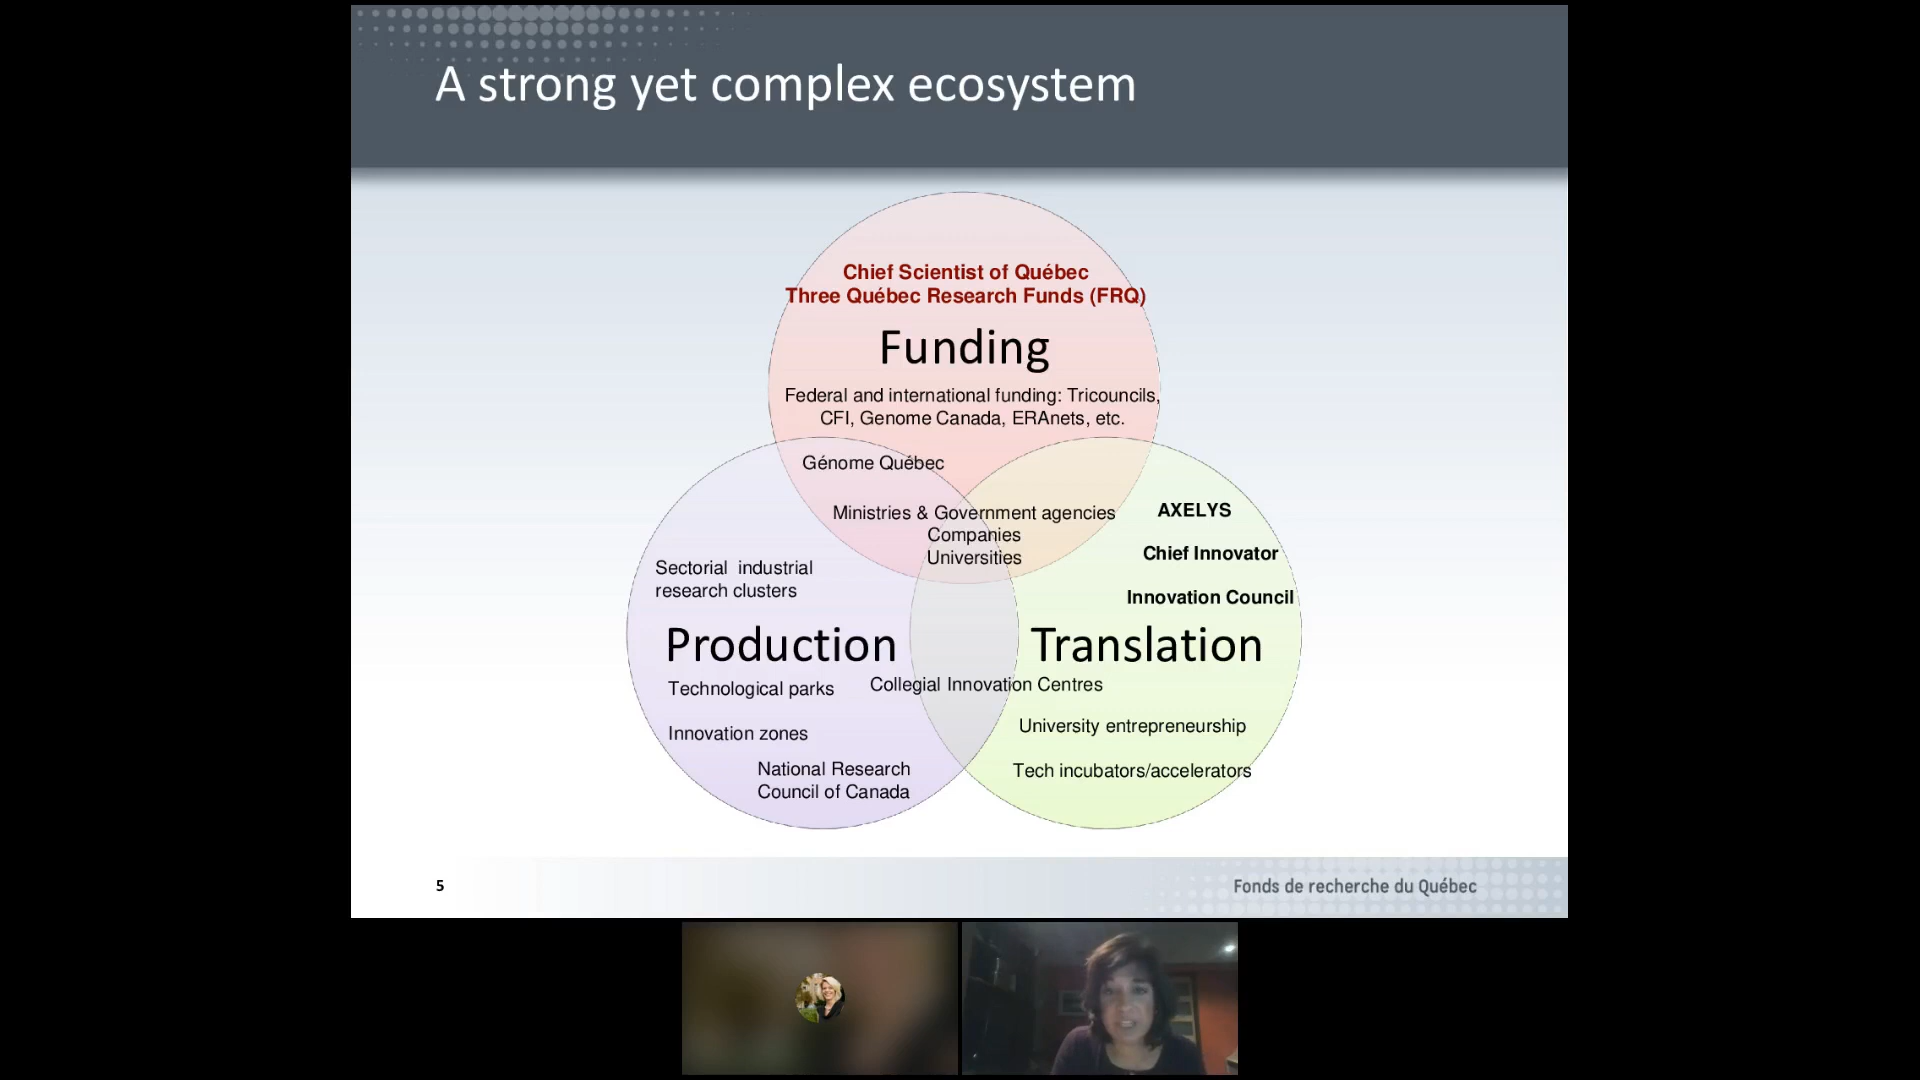 A strong yet complex ecosystem
Chief Scientist of Québec
Three Québec Research Funds (FRQ)
Funding
Federal and international funding: Tricouncils,
CFI, Genome Canada, ERAnets, etc.
Génome Québec
Ministries & Government agencies
Companies
Universities
AXELYS
Chief Innovator
Innovation Council
Sectorial industrial
research clusters
Production
Translation
Technological parks
Collegial Innovation Centres
Innovation zones
University entrepreneurship
National Research
Council of Canada
Tech incubators/accelerators
5
Fonds de recherche du Québec